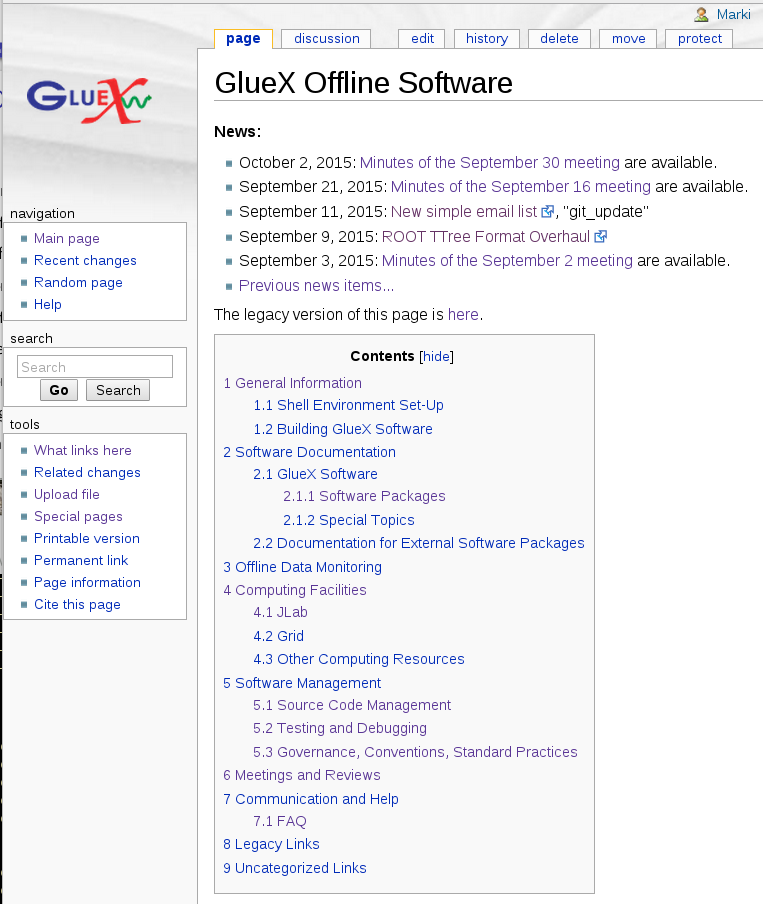 Marki
page discussion edit history delete move protect
GLUEX
GlueX Offline Software
News:
October 2, 2015: Minutes of the September 30 meeting are available.
September 21, 2015: Minutes of the September 16 meeting are available.
September 11, 2015: New simple email list, "git_update"
September 9, 2015: ROOT TTree Format Overhaul
September 3, 2015: Minutes of the September 2 meeting are available.
Previous news items...
The legacy version of this page is here.
navigation
Main page
Recent changes
Random page
Help
search
Search
Go Search
tools
What links here
Related changes
Upload file
Special pages
Printable version
Permanent link
Page information
Cite this page
Contents [hide]
1 General Information
1.1 Shell Environment Set-Up
1.2 Building GlueX Software
2 Software Documentation
2.1 GlueX Software
2.1.1 Software Packages
2.1.2 Special Topics
2.2 Documentation for External Software Packages
3 Offline Data Monitoring
4 Computing Facilities
4.1 JLab
4.2 Grid
4.3 Other Computing Resources
5 Software Management
5.1 Source Code Management
5.2 Testing and Debugging
5.3 Governance, Conventions, Standard Practices
6 Meetings and Reviews
7 Communication and Help
7.1 FAQ
8 Legacy Links
9 Uncategorized Links